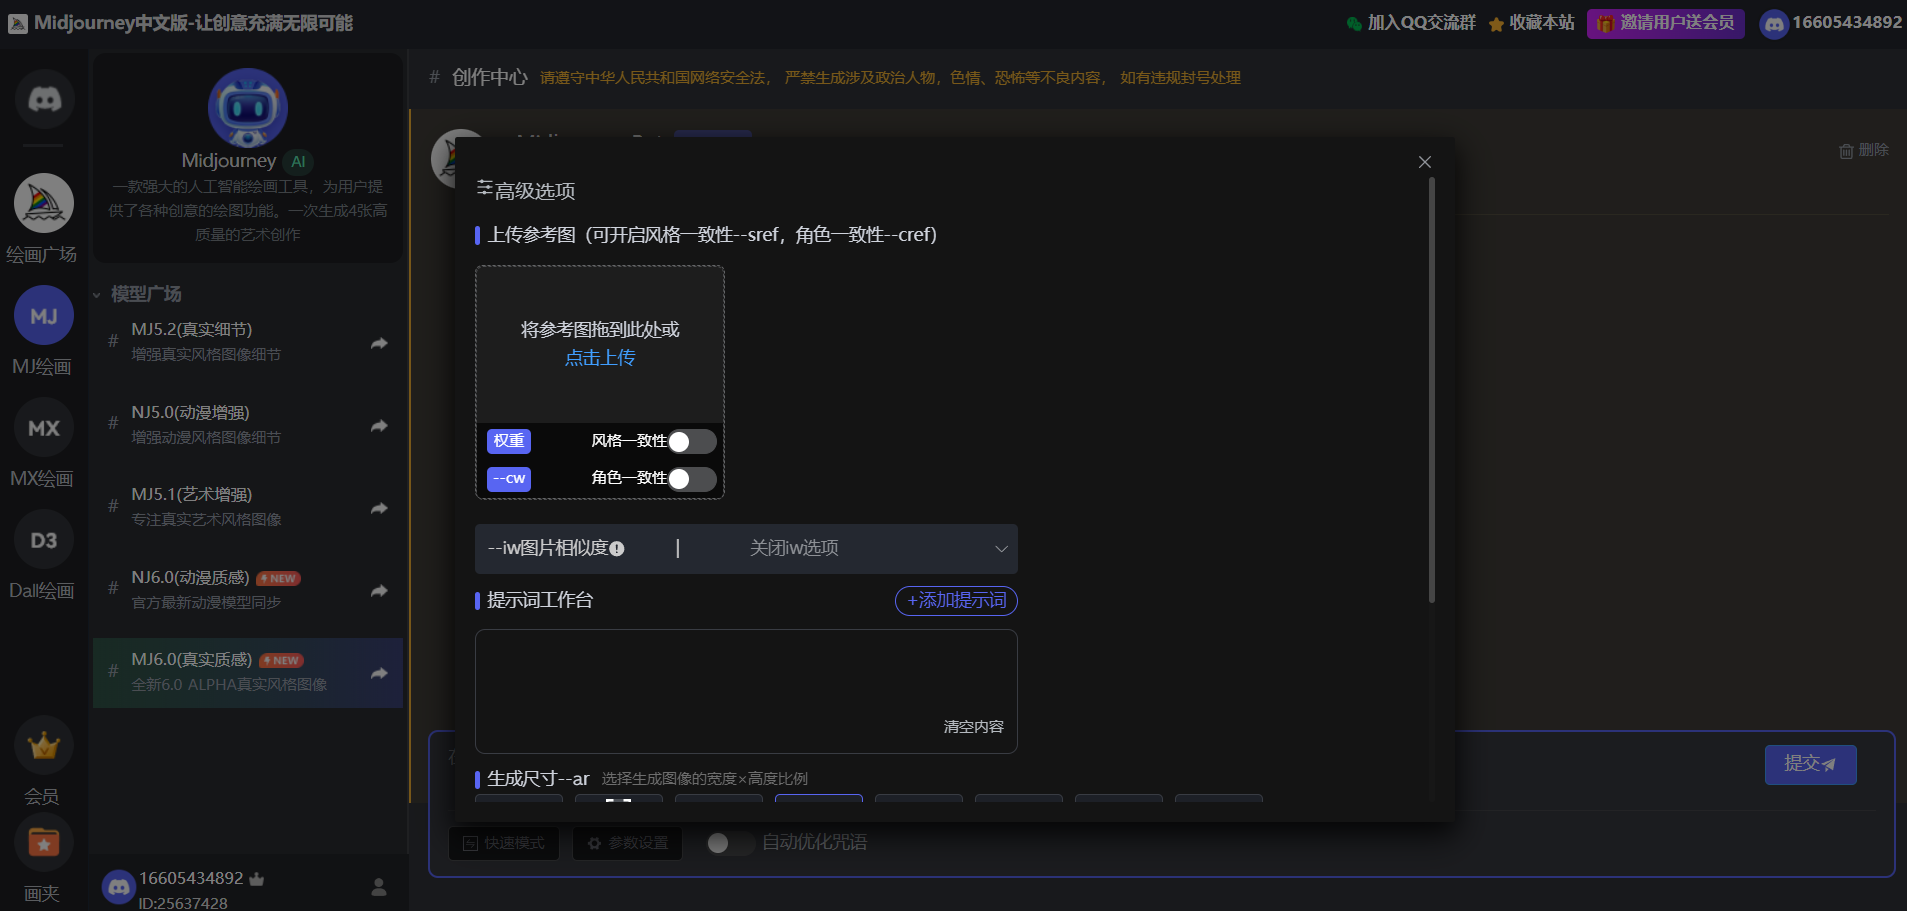 Midjourney中文版-让创意充满无限可能
加入QQ交流群
收藏本站
邀请用户送会员
16605434892
绘画广场
MJ
MJ绘画
MX
MX绘画
D3
Dall绘画
会员
画夹
Midjourney AI
一款强大的人工智能绘画工具，为用户提
供了各种创意的绘图功能。一次生成4张高
质量的艺术创作
模型广场
# MJ5.2(真实细节)
增强真实风格图像细节
# NJ5.0(动漫增强)
增强动漫风格图像细节
# MJ5.1(艺术增强)
专注真实艺术风格图像
# NJ6.0(动漫质感) NEW
官方最新动漫模型同步
# MJ6.0(真实质感) NEW
全新6.0 ALPHA真实风格图像
16605434892
ID:25637428
# 创作中心 请遵守中华人民共和国网络安全法， 严禁生成涉及政治人物，色情、恐怖等不良内容， 如有违规封号处理
删除
高级选项
上传参考图（可开启风格一致性--sref，角色一致性--cref）
将参考图拖到此处或
点击上传
权重 风格一致性
--cw 角色一致性
--iw图片相似度 | 关闭iw选项
提示词工作台 +添加提示词
清空内容
生成尺寸--ar 选择生成图像的宽度×高度比例
提交
快速模式
参数设置
自动优化咒语